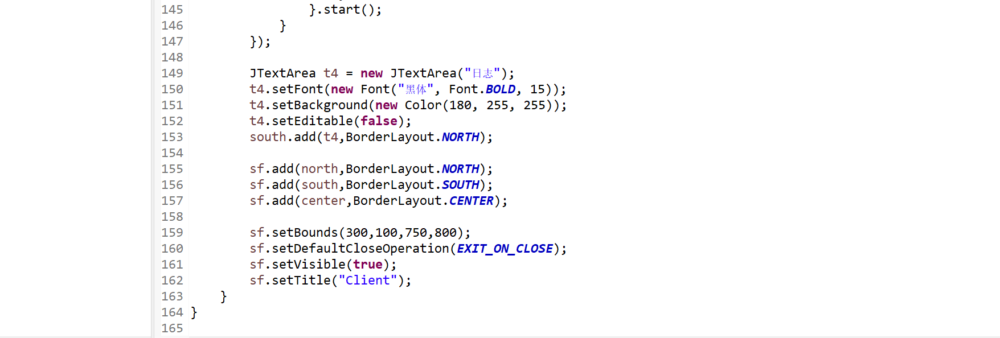 145                 }.start();
146             }
147         });
148
149         JTextArea t4 = new JTextArea("日志");
150         t4.setFont(new Font("黑体", Font.BOLD, 15));
151         t4.setBackground(new Color(180, 255, 255));
152         t4.setEditable(false);
153         south.add(t4,BorderLayout.NORTH);
154
155         sf.add(north,BorderLayout.NORTH);
156         sf.add(south,BorderLayout.SOUTH);
157         sf.add(center,BorderLayout.CENTER);
158
159         sf.setBounds(300,100,750,800);
160         sf.setDefaultCloseOperation(EXIT_ON_CLOSE);
161         sf.setVisible(true);
162         sf.setTitle("Client");
163     }
164 }
165